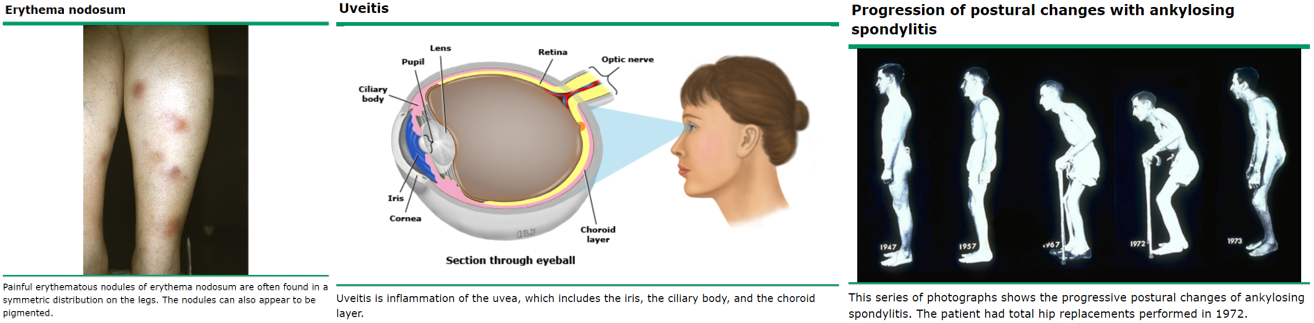 Erythema nodosum
Painful erythematous nodules of erythema nodosum are often found in a
symmetric distribution on the legs. The nodules can also appear to be
pigmented.
Uveitis
Lens
Retina
Pupil
Optic nerve
Ciliary
body
Iris
Cornea
Choroid
layer
Section through eyeball
Uveitis is inflammation of the uvea, which includes the iris, the ciliary body, and the choroid
layer.
Progression of postural changes with ankylosing
spondylitis
1947
1957
1967
1972
1973
This series of photographs shows the progressive postural changes of ankylosing
spondylitis. The patient had total hip replacements performed in 1972.